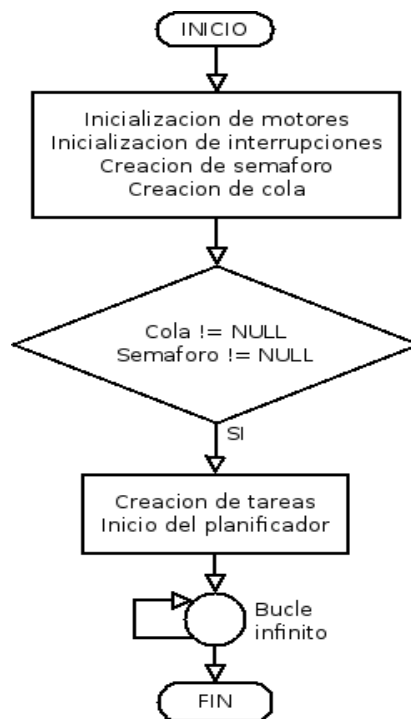 INICIO
Inicializacion de motores
Inicializacion de interrupciones
Creacion de semaforo
Creacion de cola
Cola != NULL
Semaforo != NULL
SI
Creacion de tareas
Inicio del planificador
Bucle
infinito
FIN